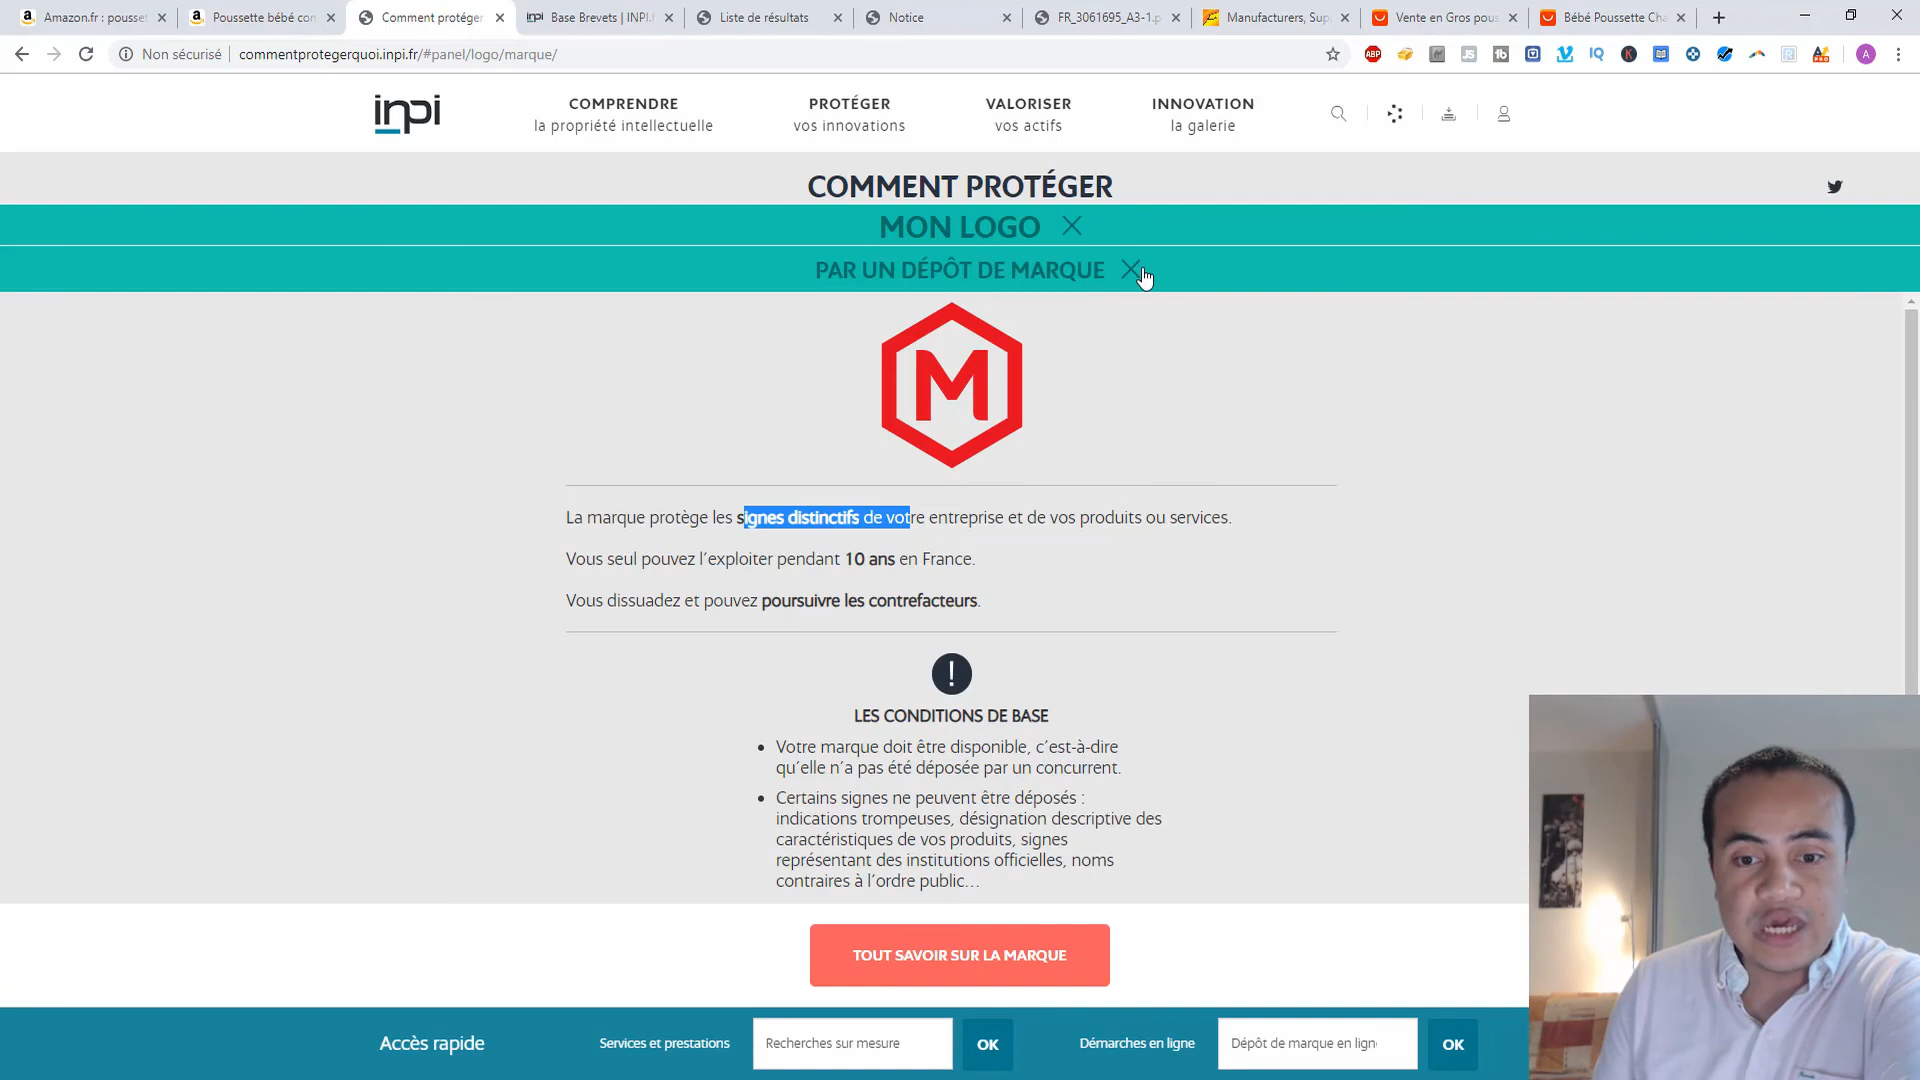 Amazon.fr : pousset
Poussette bébé con
Comment protéger
inpi Base Brevets | INPI.f
Liste de résultats
Notice
FR_3061695_A3-1.p
Manufacturers, Sup
Vente en Gros pous
Bébé Poussette Cha
Non sécurisé
commentprotegerquoi.inpi.fr/#panel/logo/marque/
ABP
JS
IQ
K
A
inpi
COMPRENDRE
la propriété intellectuelle
PROTÉGER
vos innovations
VALORISER
vos actifs
INNOVATION
la galerie
COMMENT PROTÉGER
MON LOGO
PAR UN DÉPÔT DE MARQUE
M
La marque protège les signes distinctifs de votre entreprise et de vos produits ou services.
Vous seul pouvez l’exploiter pendant 10 ans en France.
Vous dissuadez et pouvez poursuivre les contrefacteurs.
!
LES CONDITIONS DE BASE
• Votre marque doit être disponible, c’est-à-dire
qu’elle n’a pas été déposée par un concurrent.
• Certains signes ne peuvent être déposés :
indications trompeuses, désignation descriptive des
caractéristiques de vos produits, signes
représentant des institutions officielles, noms
contraires à l’ordre public…
TOUT SAVOIR SUR LA MARQUE
Accès rapide
Services et prestations
Recherches sur mesure
OK
Démarches en ligne
Dépôt de marque en lign
OK